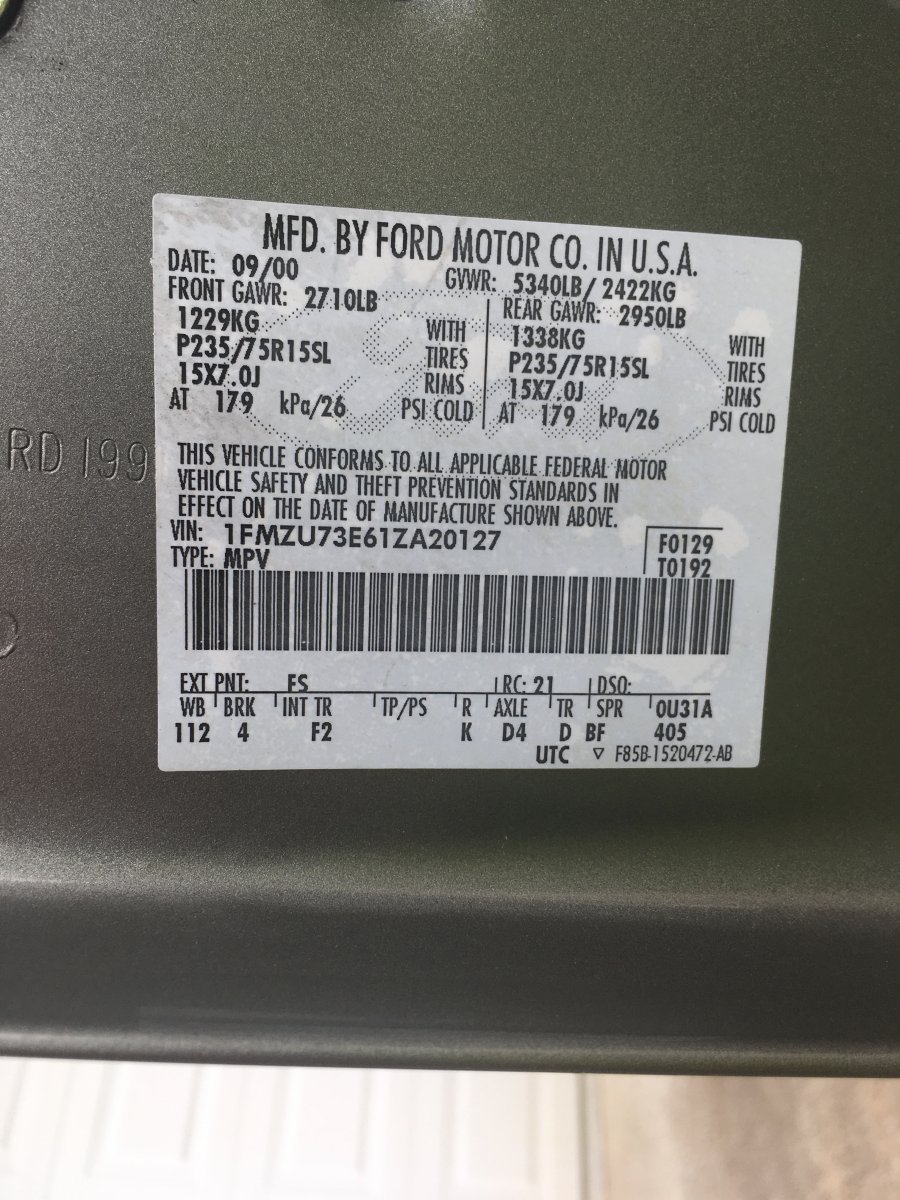 MFD. BY FORD MOTOR CO. IN U.S.A.
DATE: 09/00 GVWR: 5340LB/ 2422KG
FRONT GAWR: 2710LB REAR GAWR: 2950LB
1229KG WITH 1338KG WITH
P235/75R15SL TIRES P235/75R15SL TIRES
15X7.0J RIMS 15X7.0J RIMS
AT 179 kPa/26 PSI COLD AT 179 kPa/26 PSI COLD
RD 199
THIS VEHICLE CONFORMS TO ALL APPLICABLE FEDERAL MOTOR
VEHICLE SAFETY AND THEFT PREVENTION STANDARDS IN
EFFECT ON THE DATE OF MANUFACTURE SHOWN ABOVE.
VIN: 1FMZU73E61ZA20127 F0129
TYPE: MPV T0192
EXT PNT: FS RC: 21 DSO:
WB BRK INT TR TP/PS R AXLE TR SPR 0U31A
112 4 F2 K D4 D BF 405
UTC ▽ F85B-1520472-AB